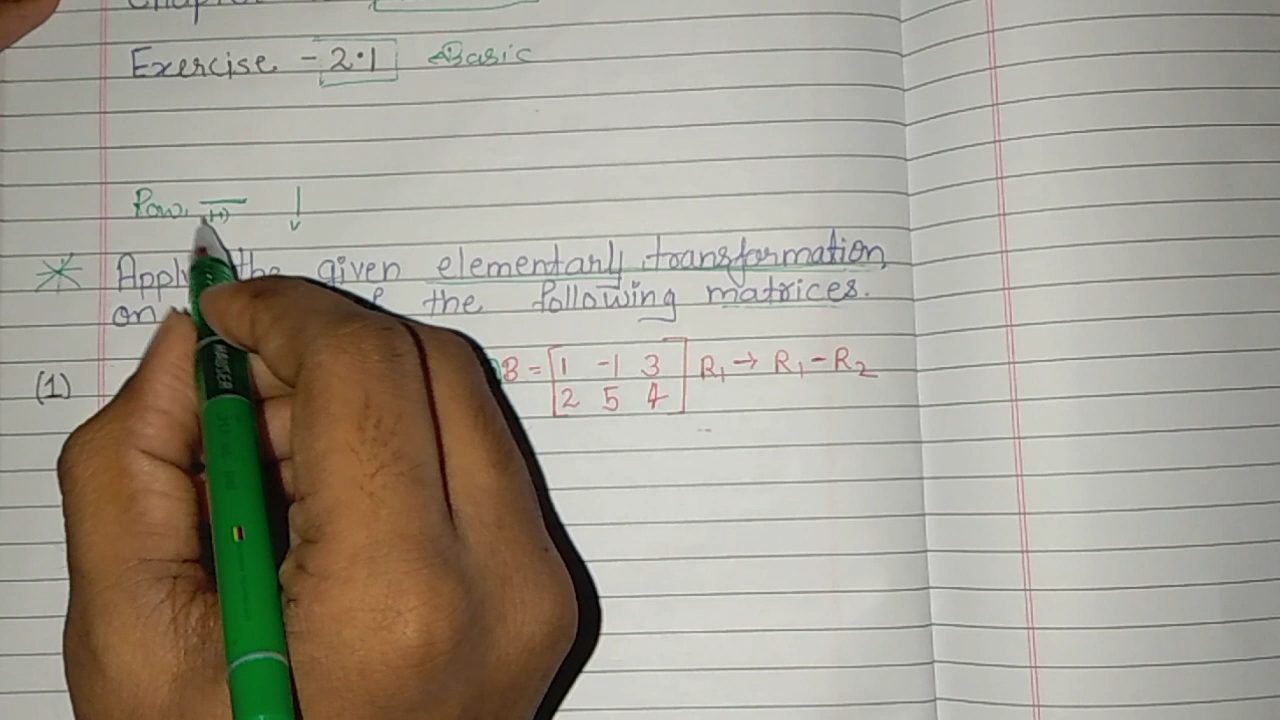 Exercise - 2.1 Basic
Row
Apply the given elementary transformation
on the following matrices.
(1) B = [1 -1 3 R₁ → R₁ - R₂
2 5 4]